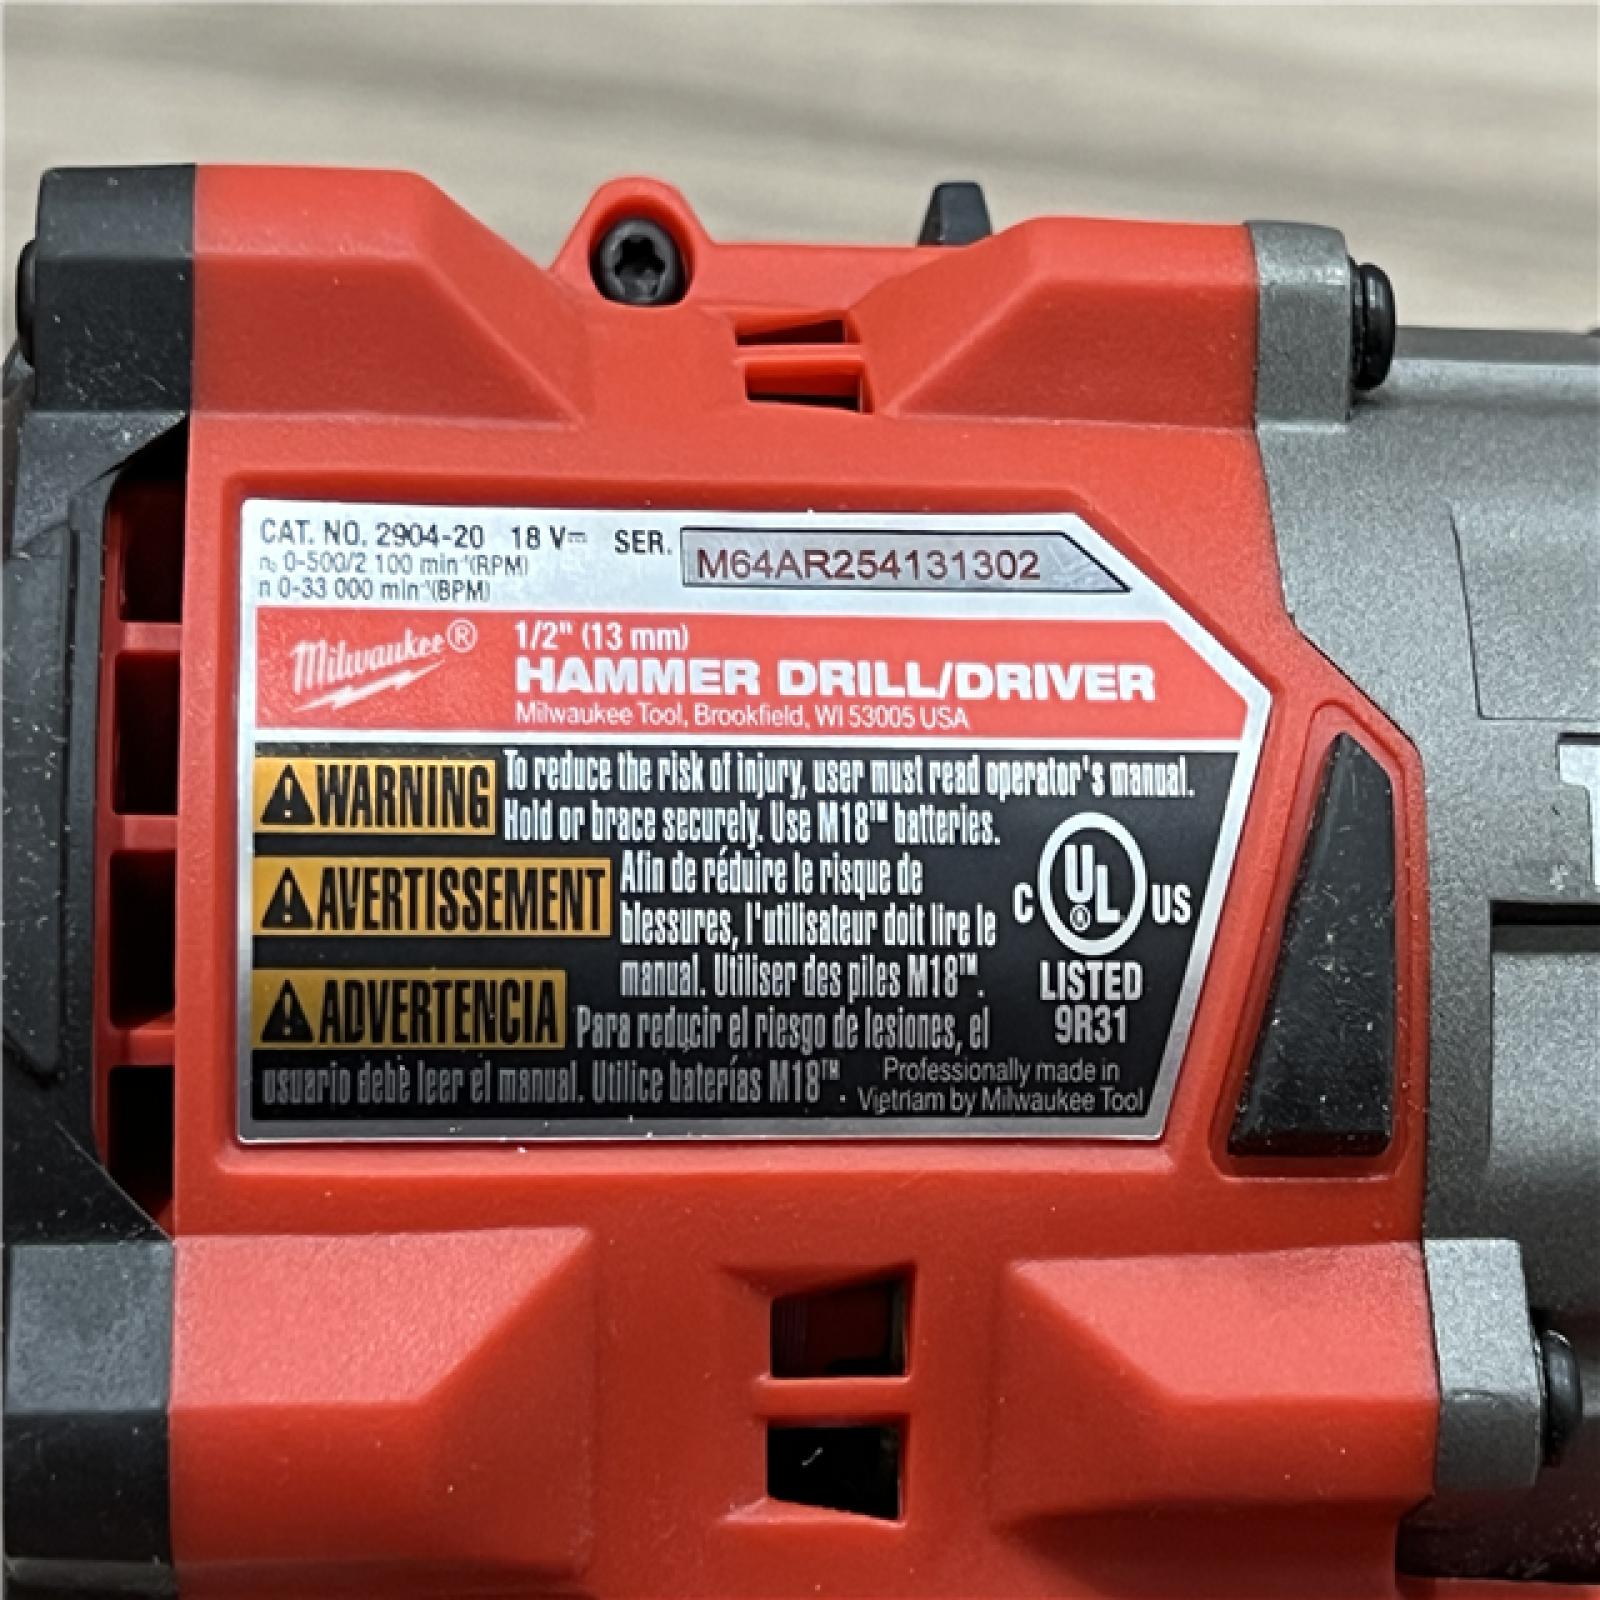 CAT. NO. 2904-20 18 V⎓ SER. M64AR254131302
n₀ 0-500/2 100 min⁻¹(RPM)
n 0-33 000 min⁻¹(BPM)
Milwaukee®
1/2" (13 mm)
HAMMER DRILL/DRIVER
Milwaukee Tool, Brookfield, WI 53005 USA
WARNING To reduce the risk of injury, user must read operator's manual.
Hold or brace securely. Use M18™ batteries.
AVERTISSEMENT Afin de réduire le risque de
blessures, l'utilisateur doit lire le
manual. Utiliser des piles M18™.
ADVERTENCIA Para reducir el riesgo de lesiones, el
usuario debe leer el manual. Utilice baterías M18™.
C UL® US
LISTED
9R31
Professionally made in
Vietnam by Milwaukee Tool